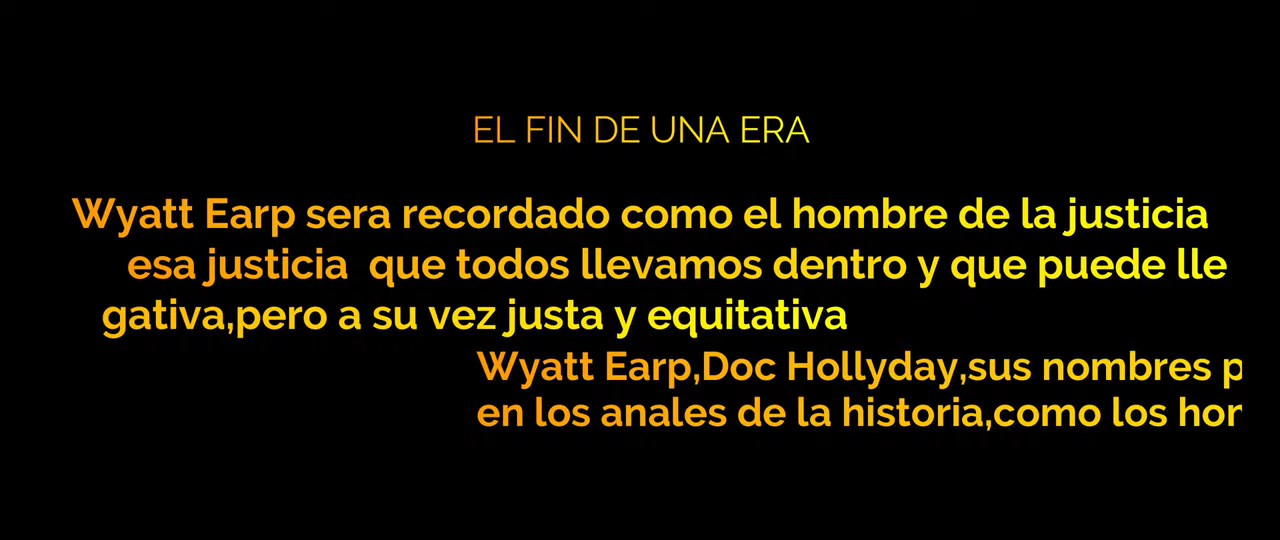 EL FIN DE UNA ERA
Wyatt Earp sera recordado como el hombre de la justicia
esa justicia  que todos llevamos dentro y que puede lle
gativa,pero a su vez justa y equitativa
Wyatt Earp,Doc Hollyday,sus nombres
en los anales de la historia,como los